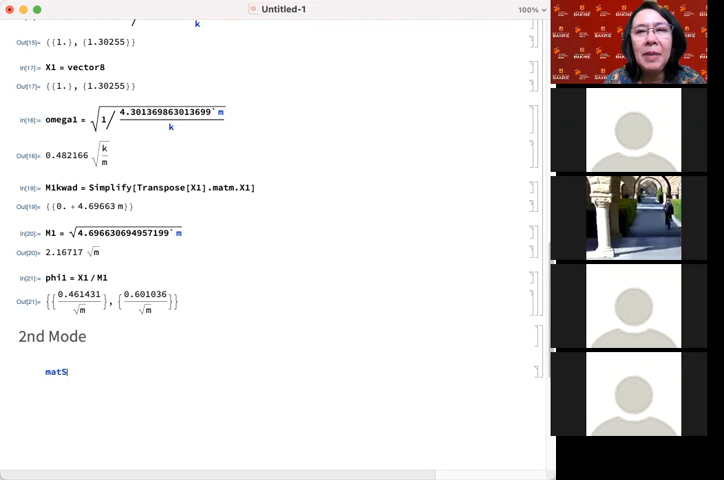 Untitled-1
100%
k
Out[15]= {{1.}, {1.30255}}
In[17]:= X1 = vector8
Out[17]= {{1.}, {1.30255}}
In[16]:= omega1 = √1/ 4.301369863013699` m
k
Out[16]= 0.482166 √ k
m
In[19]:= M1kwad = Simplify[Transpose[X1].matm.X1]
Out[19]= {{0. + 4.69663 m}}
In[20]:= M1 = √4.696630694957199` m
Out[20]= 2.16717 √m
In[21]:= phi1 = X1 / M1
Out[21]= {{ 0.461431 }, { 0.601036 }}
√m √m
2nd Mode
matS